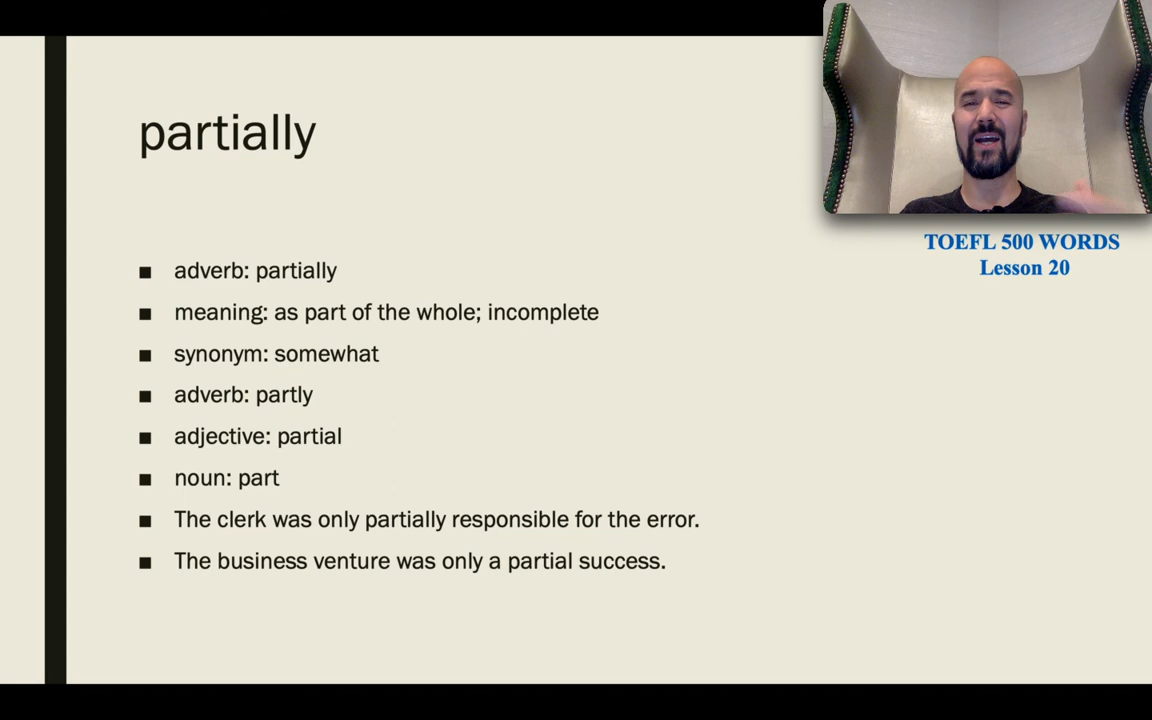 partially
adverb: partially
meaning: as part of the whole; incomplete
synonym: somewhat
adverb: partly
adjective: partial
noun: part
The clerk was only partially responsible for the error.
The business venture was only a partial success.
TOEFL 500 WORDS
Lesson 20